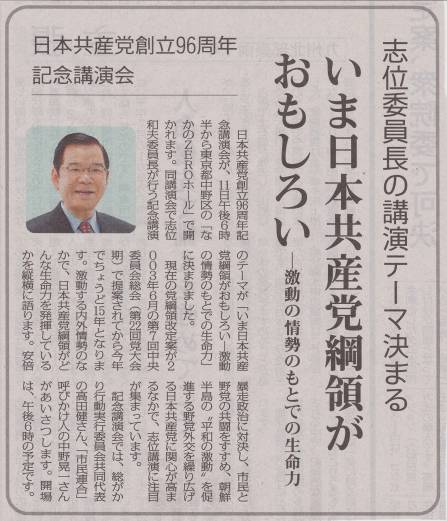 日本共産党創立96周年
記念講演会
志位委員長の講演テーマ決まる
いま日本共産党綱領が
おもしろい
―激動の情勢のもとでの生命力
日本共産党創立96周年記
念講演会が、11日午後6時
半から東京都中野区の「な
かのZEROホール」で開
かれます。同講演会で志位
和夫委員長が行う記念講演
のテーマが「いま日本共産
党綱領がおもしろい―激動
の情勢のもとでの生命力」
に決まりました。
現在の党綱領改定案が2
003年6月の第7回中央
委員会総会（第22回党大会
期）で提案されてから今年
でちょうど15年となりま
す。激動する内外情勢のな
かで、日本共産党綱領がど
んな生命力を発揮している
かを縦横に語ります。安倍
暴走政治に対決し、市民と
野党の共闘をすすめ、朝鮮
半島の“平和の激動”を促
進する野党外交を繰り広げ
る日本共産党に関心が高ま
るなかで、志位講演に注目
が集まっています。
記念講演会では、総がか
り行動実行委員会共同代表
の高田健さん、「市民連合」
呼びかけ人の中野晃一さん
があいさつします。開場
は、午後6時の予定です。